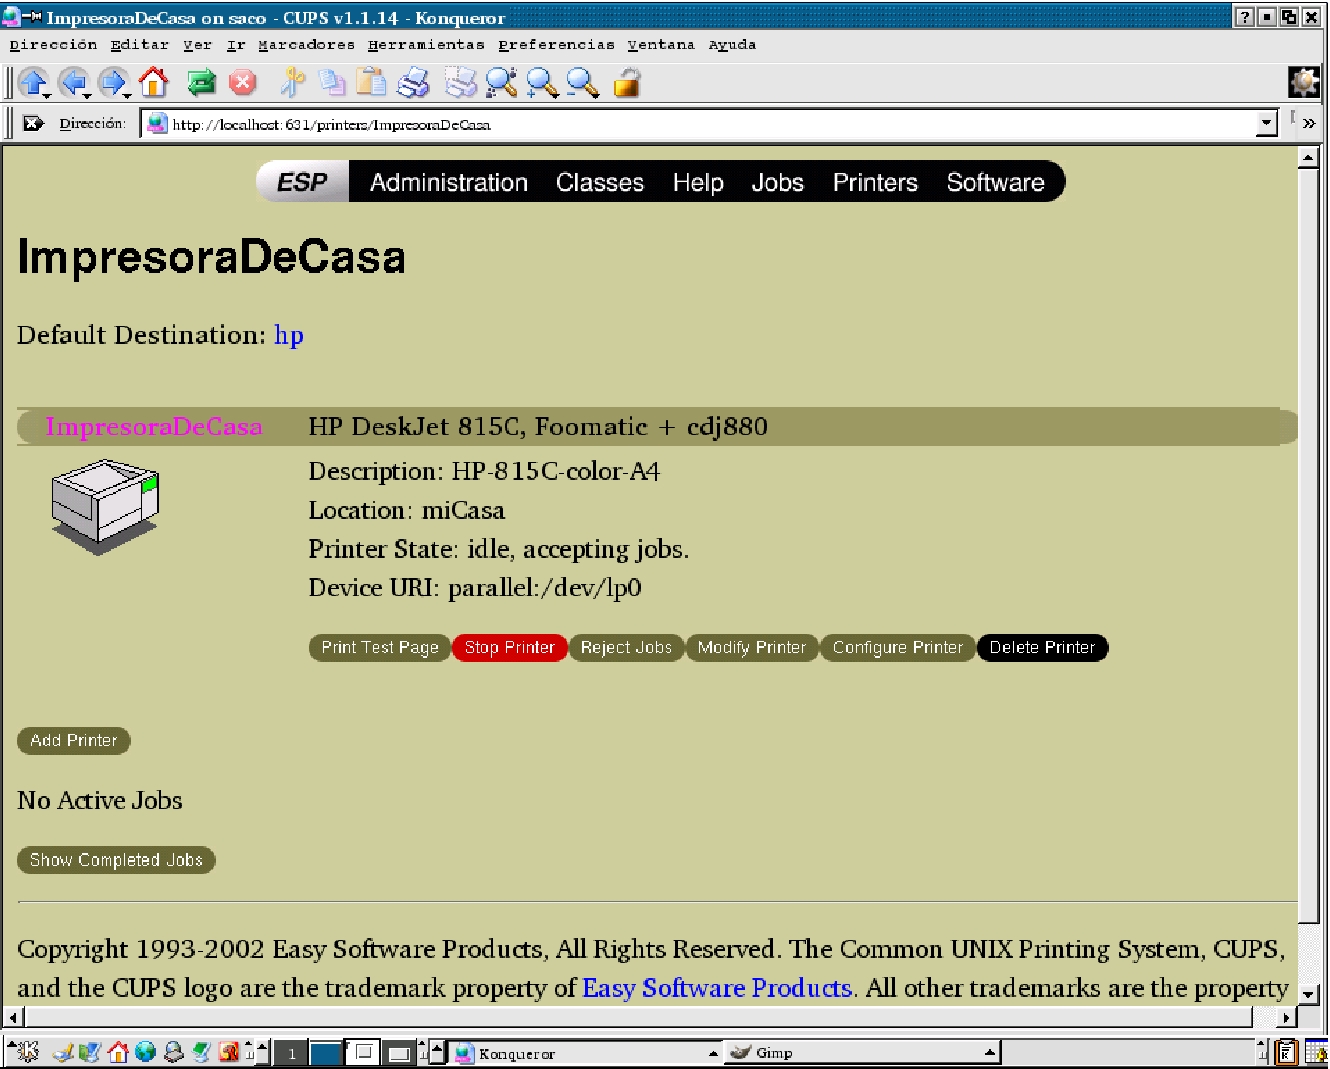 ImpresoraDeCasa on saco - CUPS v1.1.14 - Konqueror
Dirección Editar Ver Ir Marcadores Herramientas Preferencias Ventana Ayuda
Dirección: http://localhost:631/printers/ImpresoraDeCasa
ESP Administration Classes Help Jobs Printers Software
ImpresoraDeCasa
Default Destination: hp
ImpresoraDeCasa HP DeskJet 815C, Foomatic + cdj880
Description: HP-815C-color-A4
Location: miCasa
Printer State: idle, accepting jobs.
Device URI: parallel:/dev/lp0
Print Test Page Stop Printer Reject Jobs Modify Printer Configure Printer Delete Printer
Add Printer
No Active Jobs
Show Completed Jobs
Copyright 1993-2002 Easy Software Products, All Rights Reserved. The Common UNIX Printing System, CUPS,
and the CUPS logo are the trademark property of Easy Software Products. All other trademarks are the property
1 Konqueror Gimp